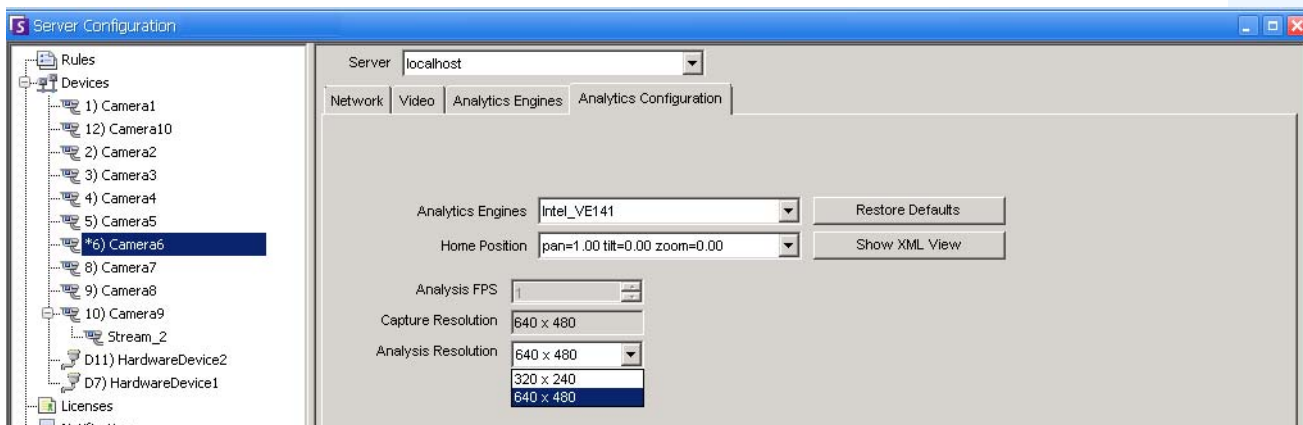 Server Configuration
Rules
Devices
1) Camera1
12) Camera10
2) Camera2
3) Camera3
4) Camera4
5) Camera5
*6) Camera6
8) Camera7
9) Camera8
10) Camera9
Stream_2
D11) HardwareDevice2
D7) HardwareDevice1
Licenses
Server localhost
Network Video Analytics Engines Analytics Configuration
Analytics Engines Intel_VE141 Restore Defaults
Home Position pan=1.00 tilt=0.00 zoom=0.00 Show XML View
Analysis FPS 1
Capture Resolution 640 x 480
Analysis Resolution 640 x 480
320 x 240
640 x 480